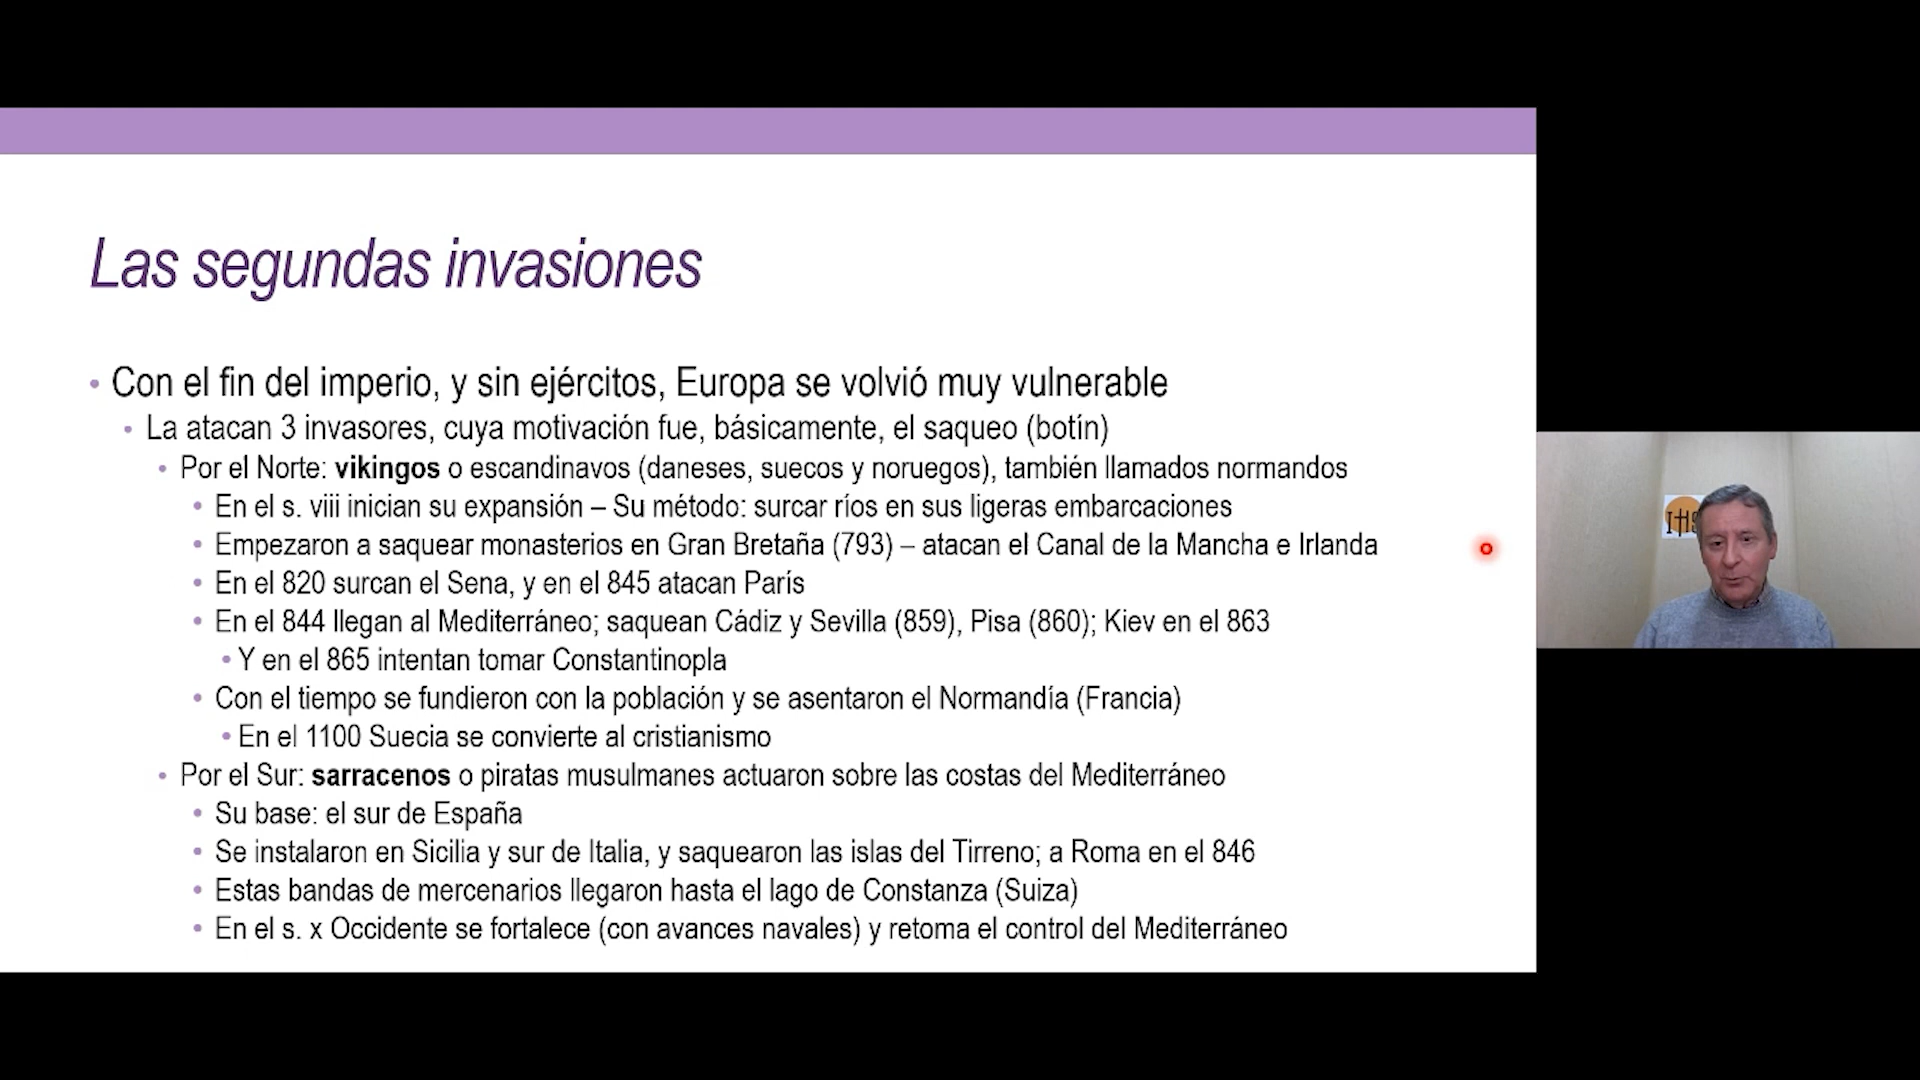 Las segundas invasiones
• Con el fin del imperio, y sin ejércitos, Europa se volvió muy vulnerable
• La atacan 3 invasores, cuya motivación fue, básicamente, el saqueo (botín)
• Por el Norte: vikingos o escandinavos (daneses, suecos y noruegos), también llamados normandos
• En el s. viii inician su expansión – Su método: surcar ríos en sus ligeras embarcaciones
• Empezaron a saquear monasterios en Gran Bretaña (793) – atacan el Canal de la Mancha e Irlanda
• En el 820 surcan el Sena, y en el 845 atacan París
• En el 844 llegan al Mediterráneo; saquean Cádiz y Sevilla (859), Pisa (860); Kiev en el 863
• Y en el 865 intentan tomar Constantinopla
• Con el tiempo se fundieron con la población y se asentaron el Normandía (Francia)
• En el 1100 Suecia se convierte al cristianismo
• Por el Sur: sarracenos o piratas musulmanes actuaron sobre las costas del Mediterráneo
• Su base: el sur de España
• Se instalaron en Sicilia y sur de Italia, y saquearon las islas del Tirreno; a Roma en el 846
• Estas bandas de mercenarios llegaron hasta el lago de Constanza (Suiza)
• En el s. x Occidente se fortalece (con avances navales) y retoma el control del Mediterráneo
IHS